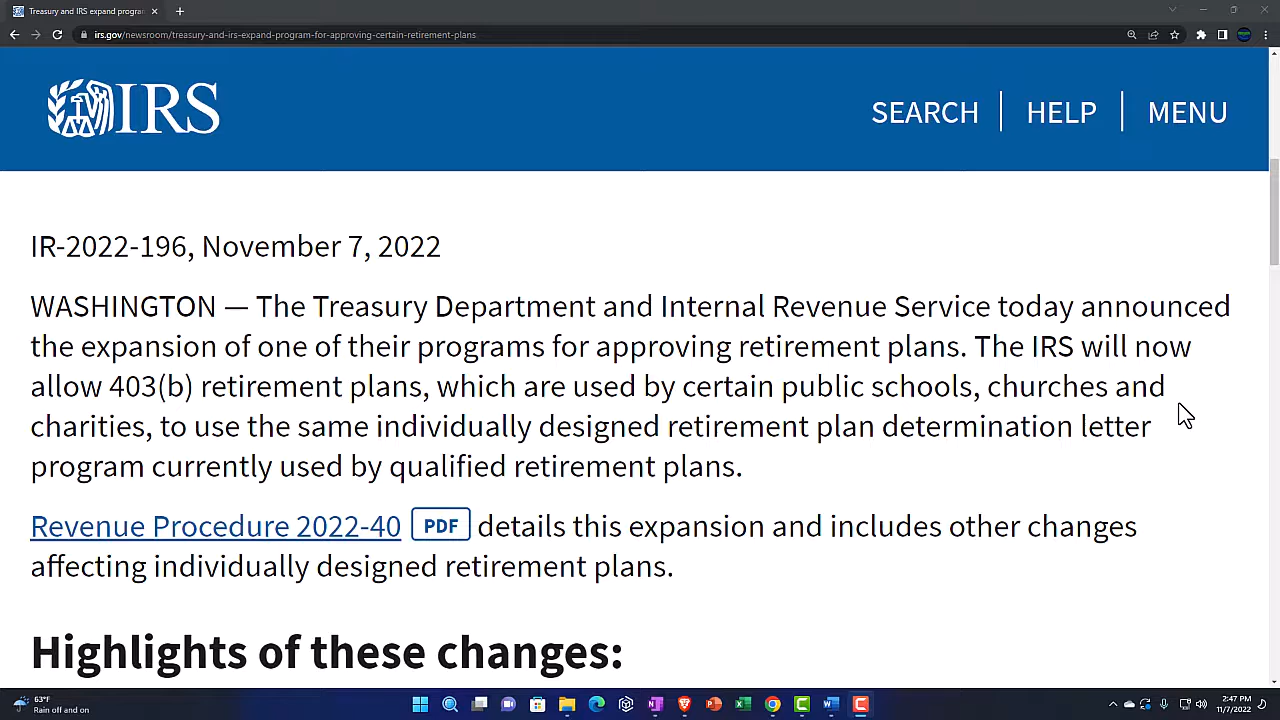 Treasury and IRS expand progra
irs.gov/newsroom/treasury-and-irs-expand-program-for-approving-certain-retirement-plans
IRS
SEARCH
HELP
MENU
IR-2022-196, November 7, 2022
WASHINGTON — The Treasury Department and Internal Revenue Service today announced
the expansion of one of their programs for approving retirement plans. The IRS will now
allow 403(b) retirement plans, which are used by certain public schools, churches and
charities, to use the same individually designed retirement plan determination letter
program currently used by qualified retirement plans.
Revenue Procedure 2022-40 PDF details this expansion and includes other changes
affecting individually designed retirement plans.
Highlights of these changes:
63°F
Rain off and on
2:47 PM
11/7/2022